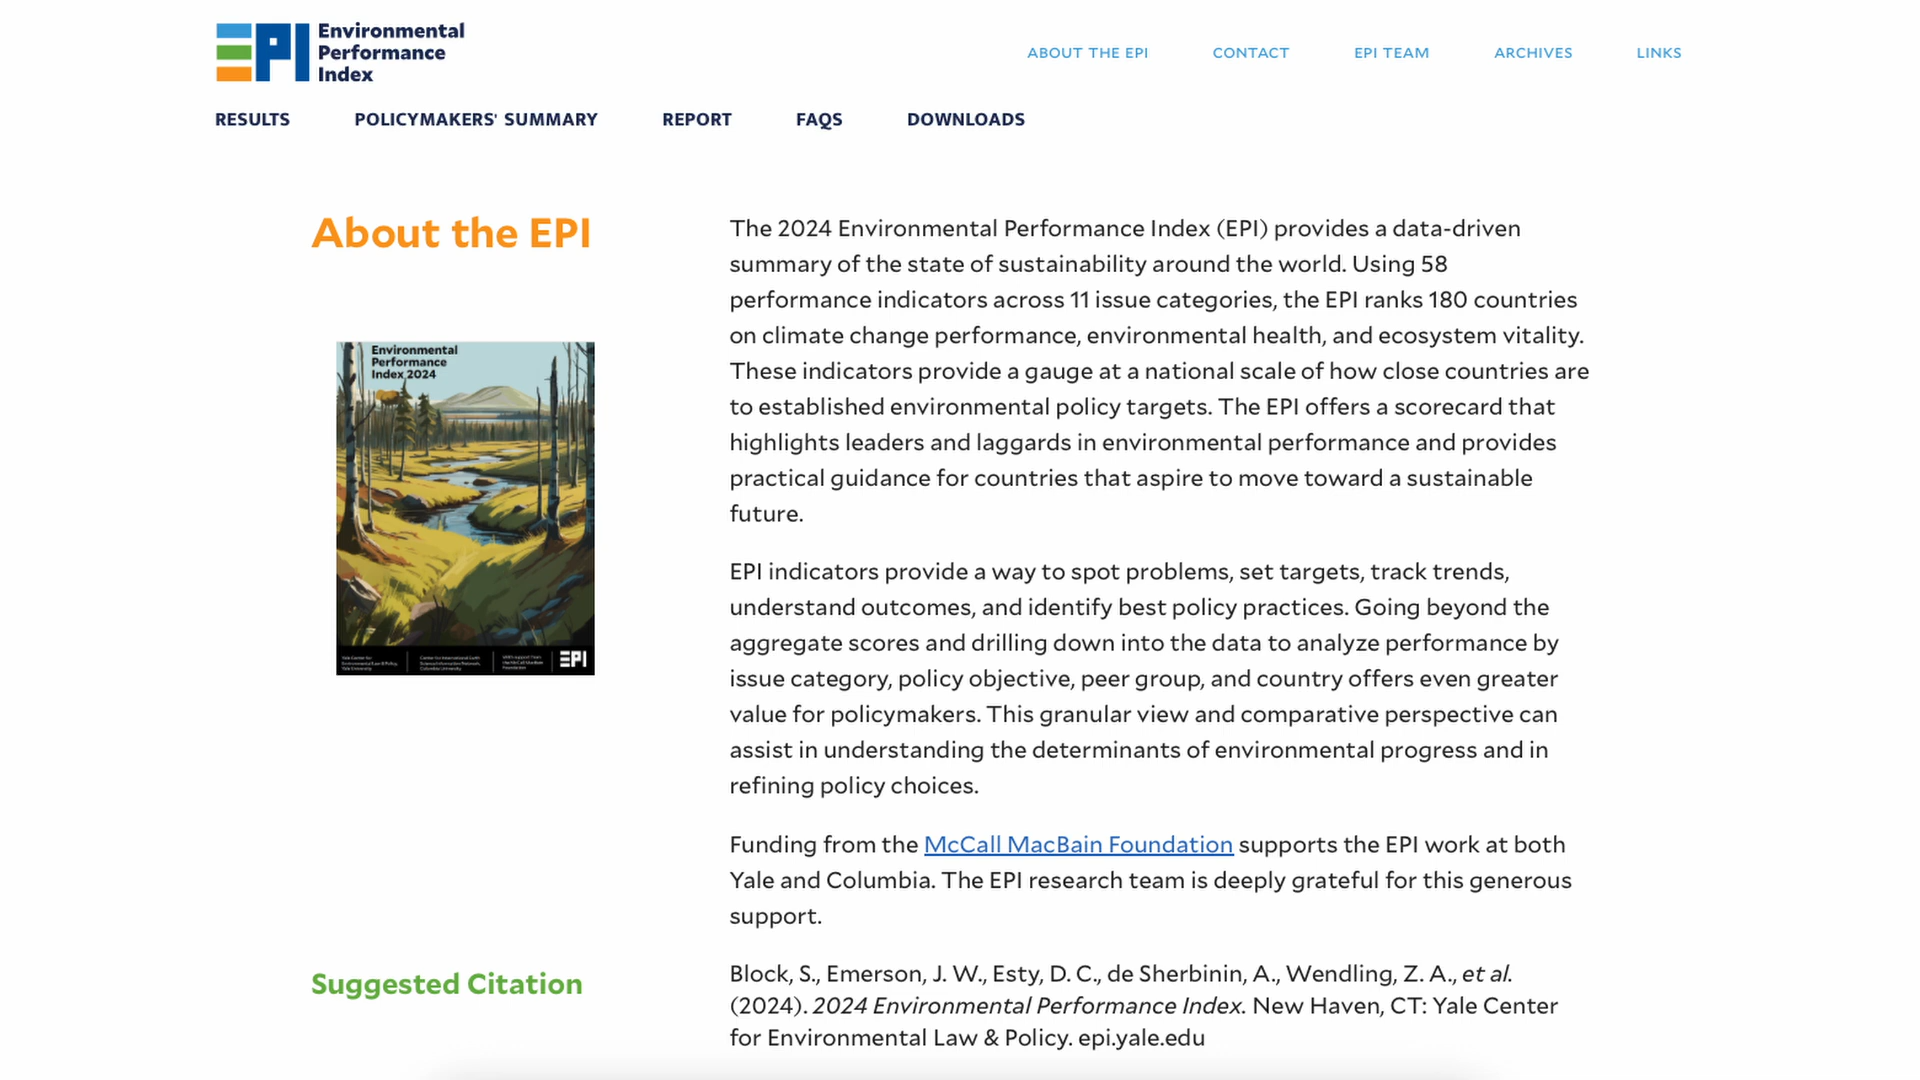 Environmental
Performance
Index
EPI
ABOUT THE EPI
CONTACT
EPI TEAM
ARCHIVES
LINKS
RESULTS
POLICYMAKERS' SUMMARY
REPORT
FAQS
DOWNLOADS
About the EPI
Environmental
Performance
Index 2024
EPI
The 2024 Environmental Performance Index (EPI) provides a data-driven
summary of the state of sustainability around the world. Using 58
performance indicators across 11 issue categories, the EPI ranks 180 countries
on climate change performance, environmental health, and ecosystem vitality.
These indicators provide a gauge at a national scale of how close countries are
to established environmental policy targets. The EPI offers a scorecard that
highlights leaders and laggards in environmental performance and provides
practical guidance for countries that aspire to move toward a sustainable
future.
EPI indicators provide a way to spot problems, set targets, track trends,
understand outcomes, and identify best policy practices. Going beyond the
aggregate scores and drilling down into the data to analyze performance by
issue category, policy objective, peer group, and country offers even greater
value for policymakers. This granular view and comparative perspective can
assist in understanding the determinants of environmental progress and in
refining policy choices.
Funding from the McCall MacBain Foundation supports the EPI work at both
Yale and Columbia. The EPI research team is deeply grateful for this generous
support.
Suggested Citation
Block, S., Emerson, J. W., Esty, D. C., de Sherbinin, A., Wendling, Z. A., et al.
(2024). 2024 Environmental Performance Index. New Haven, CT: Yale Center
for Environmental Law & Policy. epi.yale.edu